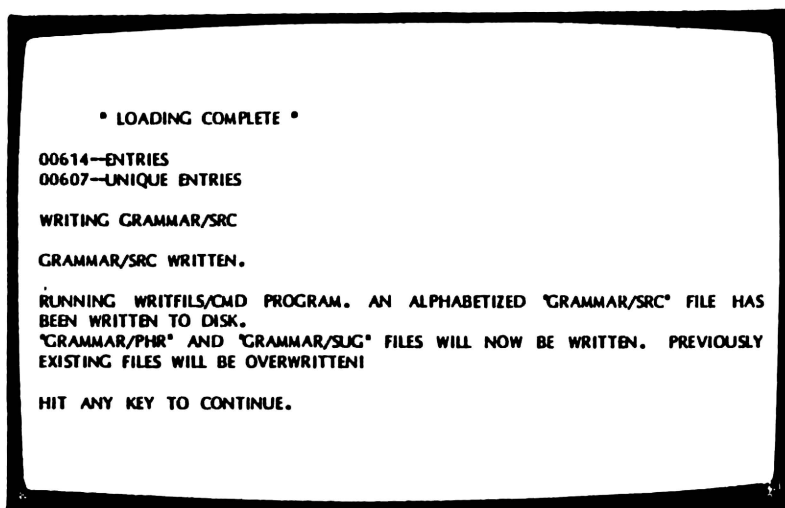 * LOADING COMPLETE *
00614--ENTRIES
00607--UNIQUE ENTRIES
WRITING GRAMMAR/SRC
GRAMMAR/SRC WRITTEN.
RUNNING WRITFILS/CMD PROGRAM. AN ALPHABETIZED "GRAMMAR/SRC" FILE HAS
BEEN WRITTEN TO DISK.
"GRAMMAR/PHR" AND "GRAMMAR/SUG" FILES WILL NOW BE WRITTEN. PREVIOUSLY
EXISTING FILES WILL BE OVERWRITTEN!
HIT ANY KEY TO CONTINUE.